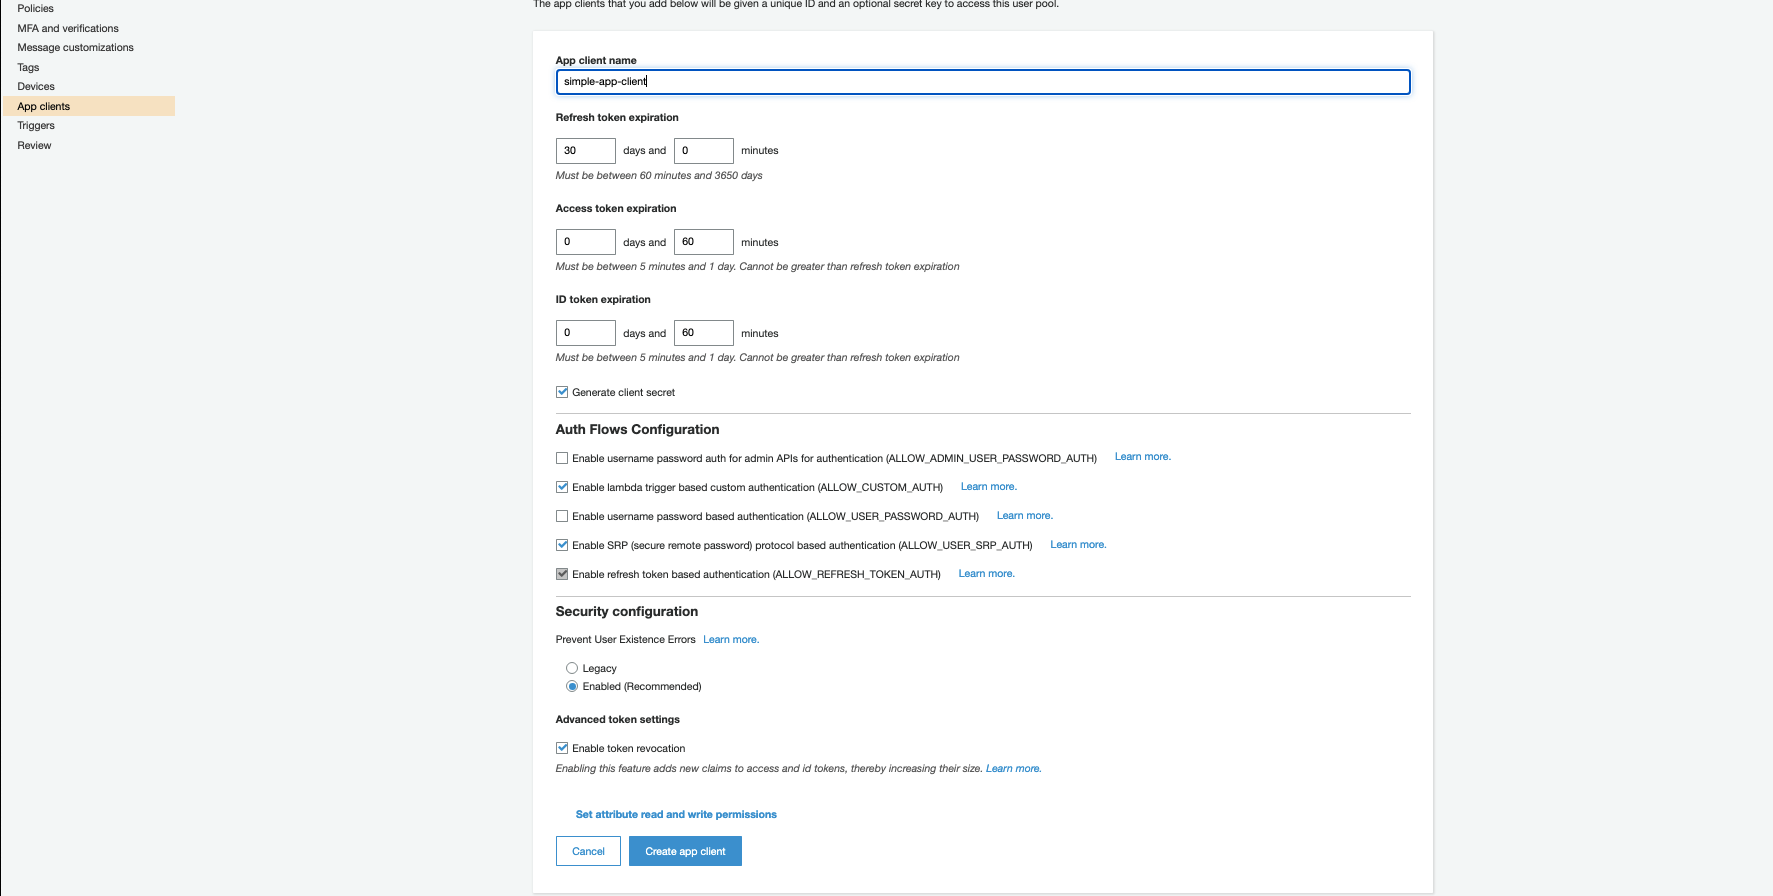 Policies
MFA and verifications
Message customizations
Tags
Devices
App clients
Triggers
Review
The app clients that you add below will be given a unique ID and an optional secret key to access this user pool.
App client name
simple-app-client
Refresh token expiration
30 days and 0 minutes
Must be between 60 minutes and 3650 days
Access token expiration
0 days and 60 minutes
Must be between 5 minutes and 1 day. Cannot be greater than refresh token expiration
ID token expiration
0 days and 60 minutes
Must be between 5 minutes and 1 day. Cannot be greater than refresh token expiration
Generate client secret
Auth Flows Configuration
Enable username password auth for admin APIs for authentication (ALLOW_ADMIN_USER_PASSWORD_AUTH) Learn more.
Enable lambda trigger based custom authentication (ALLOW_CUSTOM_AUTH) Learn more.
Enable username password based authentication (ALLOW_USER_PASSWORD_AUTH) Learn more.
Enable SRP (secure remote password) protocol based authentication (ALLOW_USER_SRP_AUTH) Learn more.
Enable refresh token based authentication (ALLOW_REFRESH_TOKEN_AUTH) Learn more.
Security configuration
Prevent User Existence Errors Learn more.
Legacy
Enabled (Recommended)
Advanced token settings
Enable token revocation
Enabling this feature adds new claims to access and id tokens, thereby increasing their size. Learn more.
Set attribute read and write permissions
Cancel Create app client